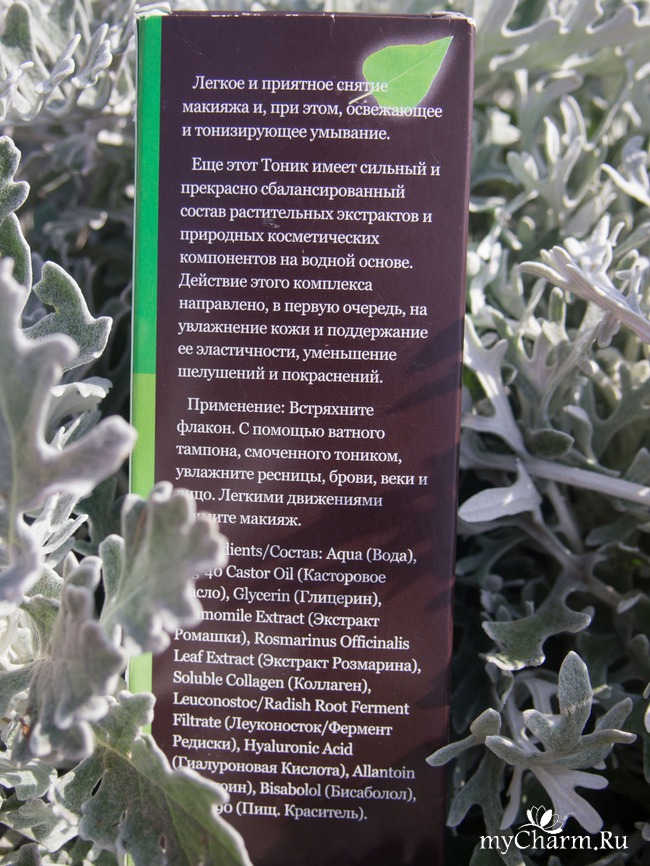 Легкое и приятное снятие
макияжа и, при этом, освежающее
и тонизирующее умывание.
Еще этот Тоник имеет сильный и
прекрасно сбалансированный
состав растительных экстрактов и
природных косметических
компонентов на водной основе.
Действие этого комплекса
направлено, в первую очередь, на
увлажнение кожи и поддержание
ее эластичности, уменьшение
шелушений и покраснений.
Применение: Встряхните
флакон. С помощью ватного
тампона, смоченного тоником,
увлажните ресницы, брови, веки и
лицо. Легкими движениями
макияж.
Состав: Aqua (Вода),
40 Castor Oil (Касторовое
Glycerin (Глицерин),
Extract (Экстракт
Ромашки), Rosmarinus Officinalis
Leaf Extract (Экстракт Розмарина),
Soluble Collagen (Коллаген),
Leuconostoc/Radish Root Ferment
Filtrate (Леуконосток/Фермент
Редиски), Hyaluronic Acid
(Гиалуроновая Кислота), Allantoin
Bisabolol (Бисаболол),
(Пищ. Краситель).
myCharm.Ru